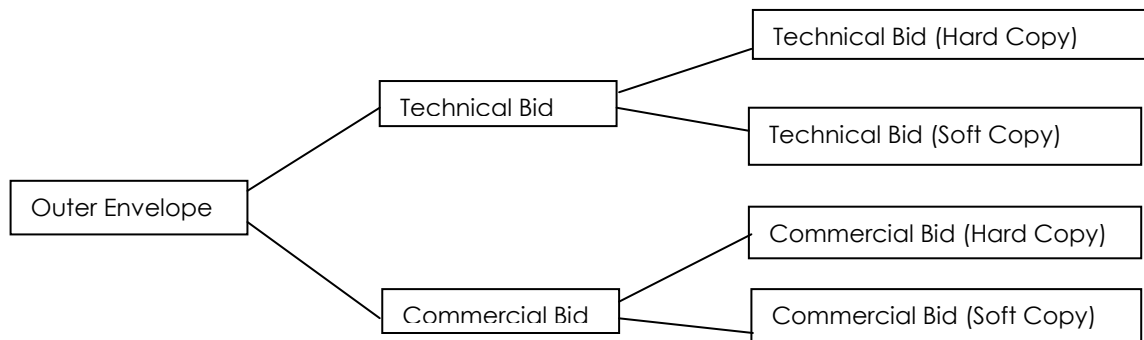 Technical Bid (Hard Copy)
Technical Bid
Technical Bid (Soft Copy)
Outer Envelope
Commercial Bid (Hard Copy)
Commercial Bid
Commercial Bid (Soft Copy)